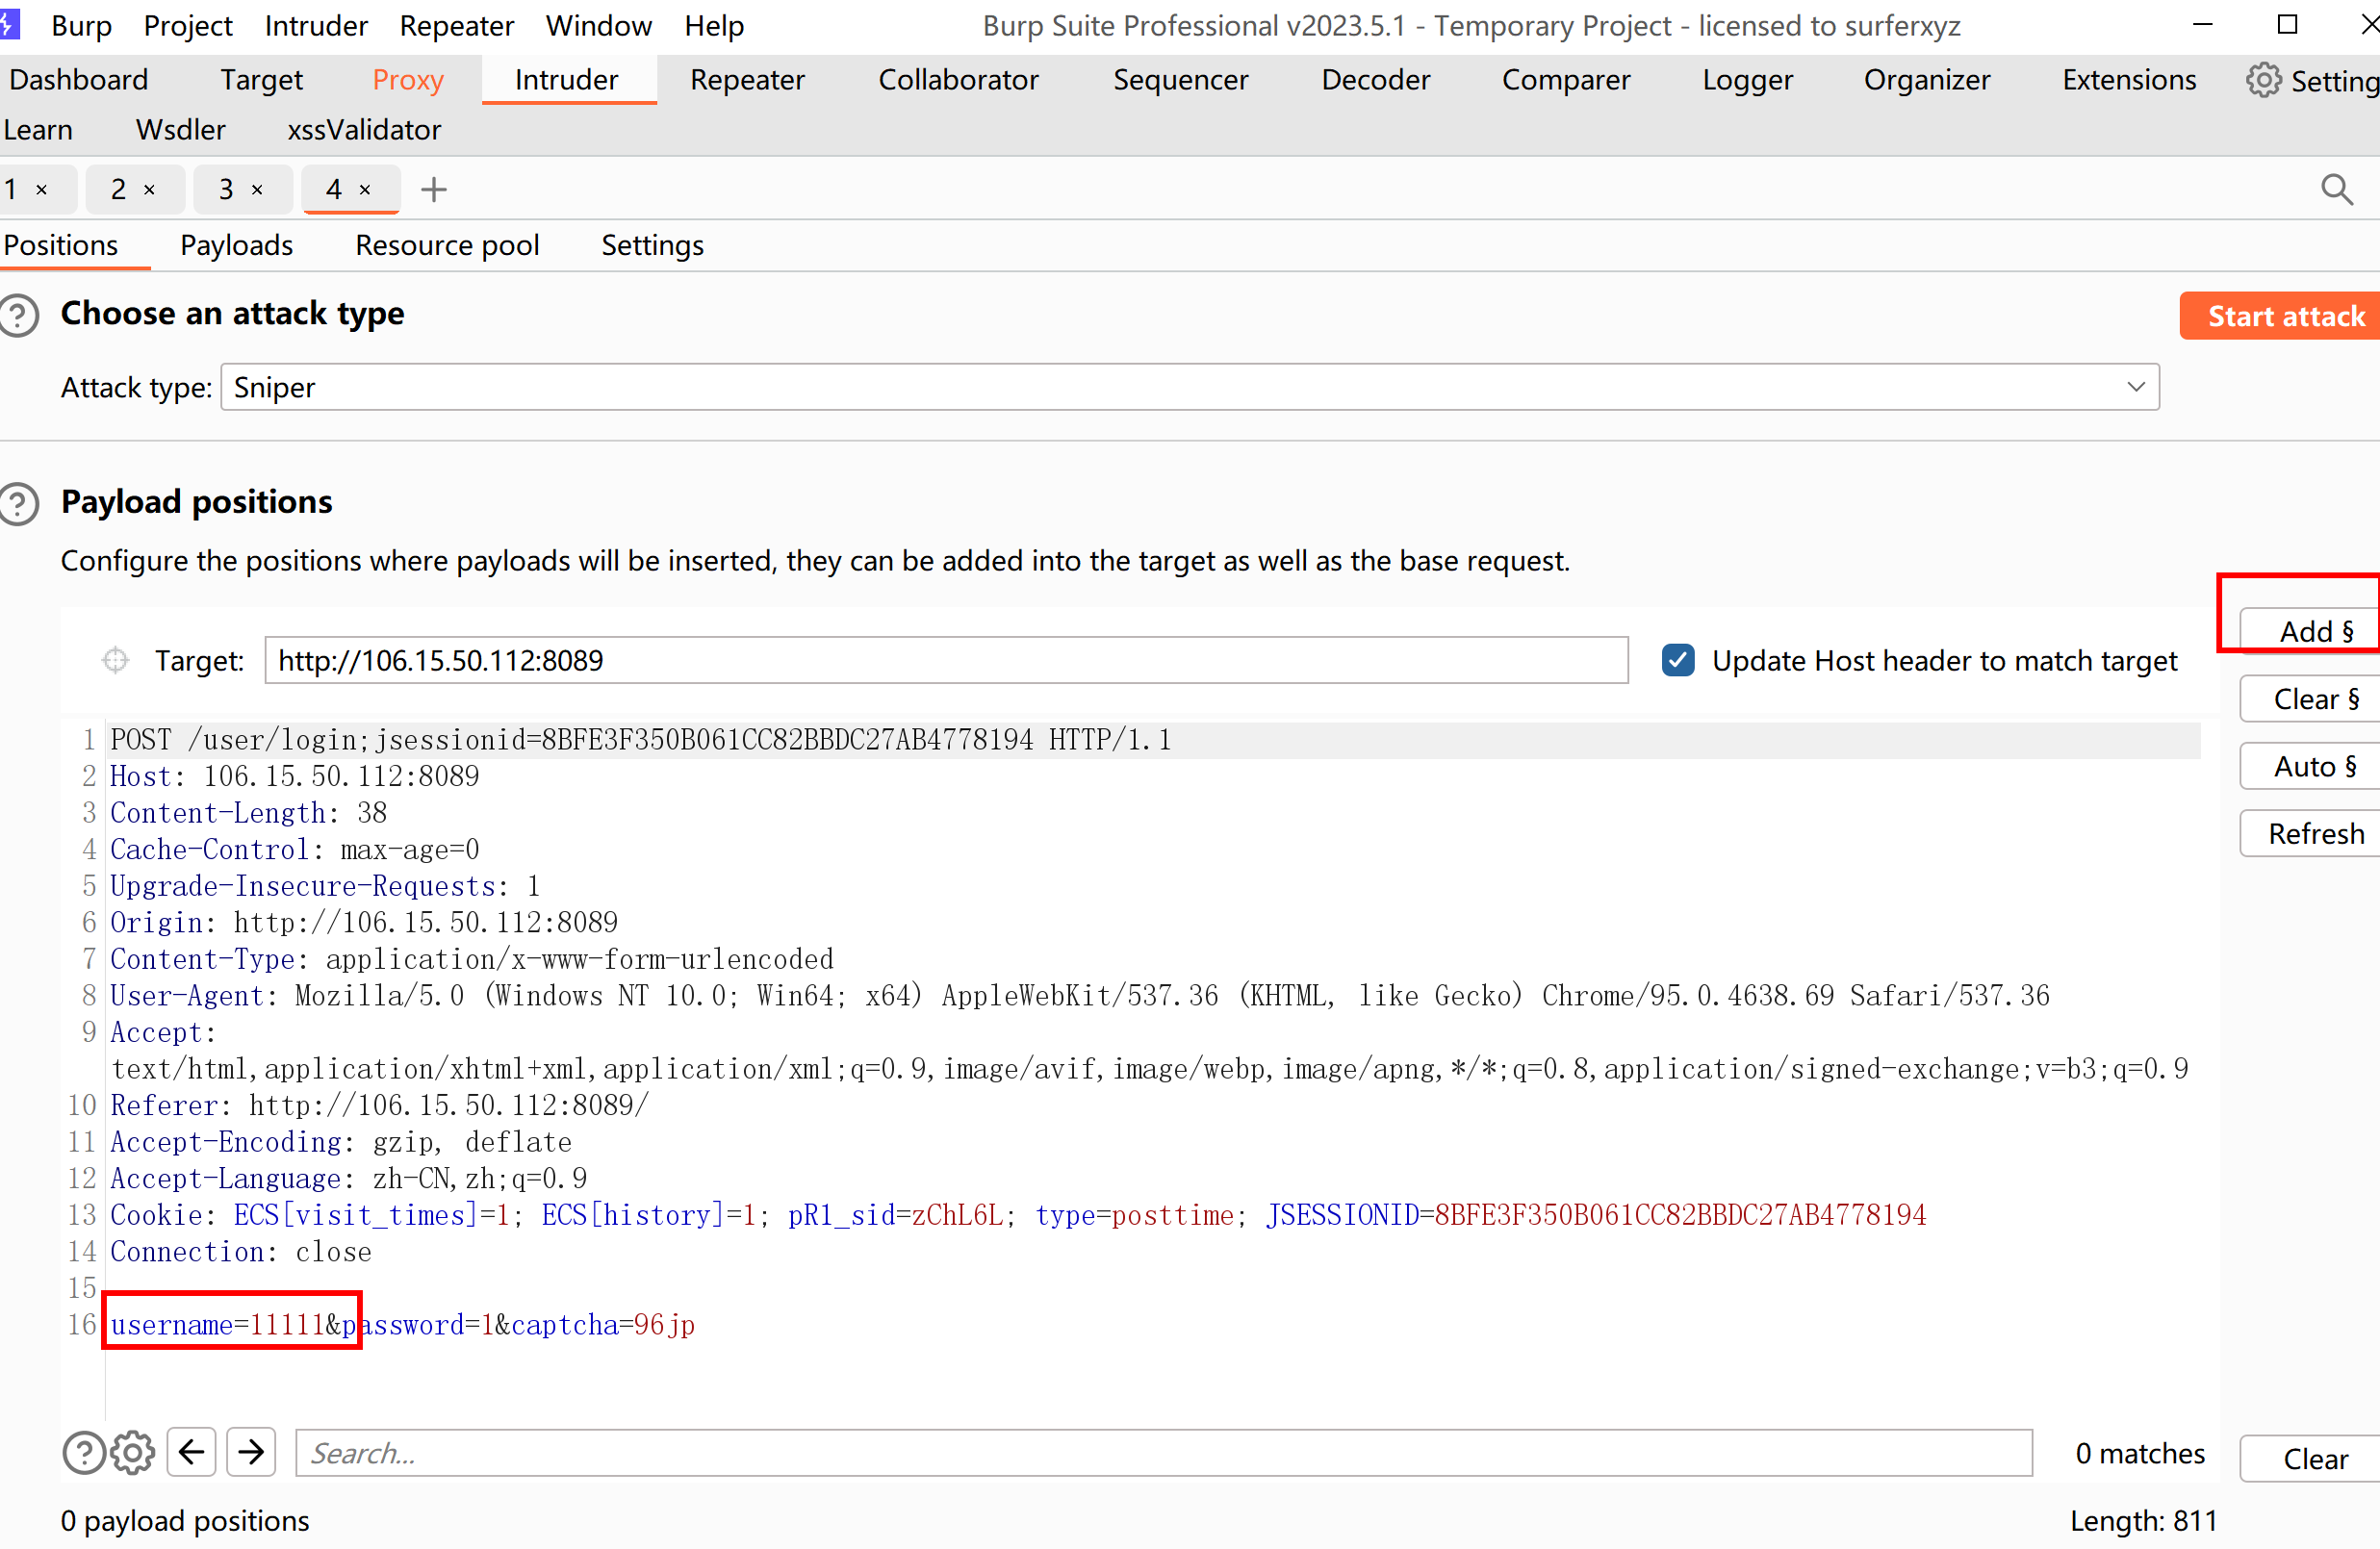 Burp Project Intruder Repeater Window Help Burp Suite Professional v2023.5.1 - Temporary Project - licensed to surferxyz
Dashboard Target Proxy Intruder Repeater Collaborator Sequencer Decoder Comparer Logger Organizer Extensions Setting
Learn Wsdler xssValidator
1 × 2 × 3 × 4 × +
Positions Payloads Resource pool Settings
? Choose an attack type Start attack
Attack type: Sniper
? Payload positions
Configure the positions where payloads will be inserted, they can be added into the target as well as the base request.
Target: http://106.15.50.112:8089 Update Host header to match target
Add §
Clear §
Auto §
Refresh
1 POST /user/login;jsessionid=8BFE3F350B061CC82BBDC27AB4778194 HTTP/1.1
2 Host: 106.15.50.112:8089
3 Content-Length: 38
4 Cache-Control: max-age=0
5 Upgrade-Insecure-Requests: 1
6 Origin: http://106.15.50.112:8089
7 Content-Type: application/x-www-form-urlencoded
8 User-Agent: Mozilla/5.0 (Windows NT 10.0; Win64; x64) AppleWebKit/537.36 (KHTML, like Gecko) Chrome/95.0.4638.69 Safari/537.36
9 Accept:
text/html,application/xhtml+xml,application/xml;q=0.9,image/avif,image/webp,image/apng,*/*;q=0.8,application/signed-exchange;v=b3;q=0.9
10 Referer: http://106.15.50.112:8089/
11 Accept-Encoding: gzip, deflate
12 Accept-Language: zh-CN,zh;q=0.9
13 Cookie: ECS[visit_times]=1; ECS[history]=1; pR1_sid=zChL6L; type=posttime; JSESSIONID=8BFE3F350B061CC82BBDC27AB4778194
14 Connection: close
15
16 username=11111&password=1&captcha=96jp
? Search... 0 matches Clear
0 payload positions Length: 811